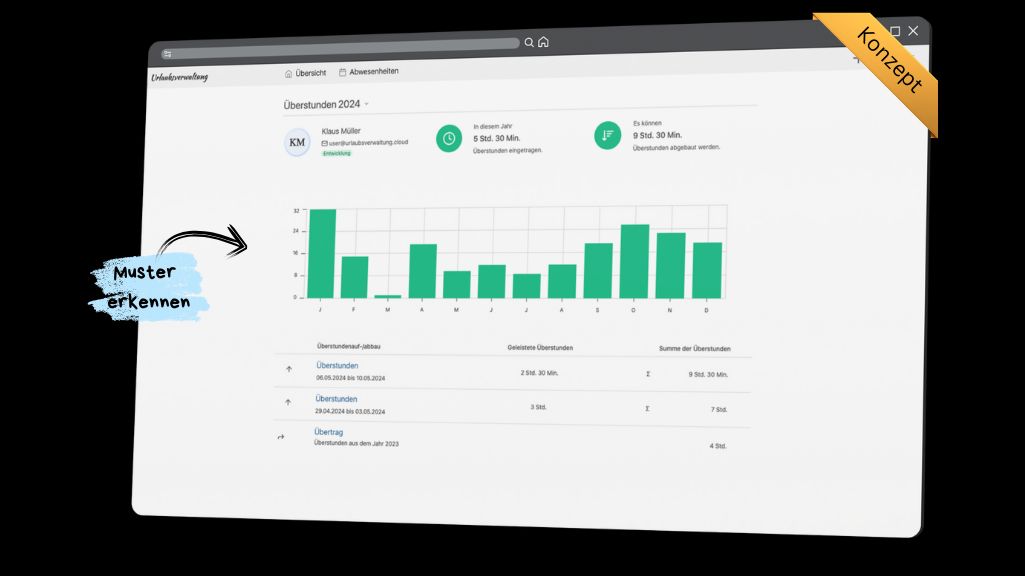 Konzept
Urlaubsverwaltung
Übersicht
Abwesenheiten
Überstunden 2024
KM
Klaus Müller
user@urlaubsverwaltung.cloud
Entwicklung
In diesem Jahr
5 Std. 30 Min.
Überstunden eingetragen.
Es können
9 Std. 30 Min.
Überstunden abgebaut werden.
32
24
16
8
0
J F M A M J J A S O N D
Muster
erkennen
Überstundenauf-/abbau Geleistete Überstunden Summe der Überstunden
Überstunden
06.05.2024 bis 10.05.2024
2 Std. 30 Min. Σ 9 Std. 30 Min.
Überstunden
29.04.2024 bis 03.05.2024
3 Std. Σ 7 Std.
Übertrag
Überstunden aus dem Jahr 2023
4 Std.